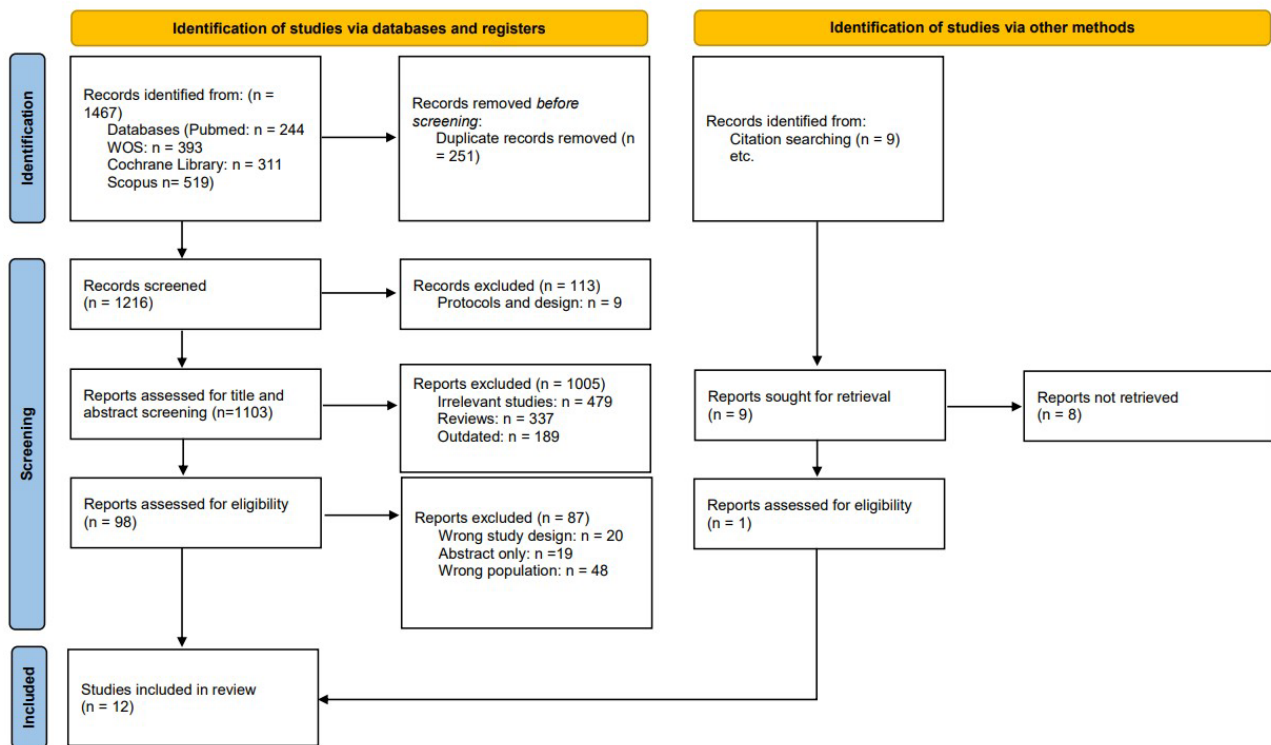 Identification of studies via databases and registers
Identification of studies via other methods
Identification
Records identified from: (n =
1467)
Databases (Pubmed: n = 244
WOS: n = 393
Cochrane Library: n = 311
Scopus n= 519)
Records removed before
screening:
Duplicate records removed (n
= 251)
Records identified from:
Citation searching (n = 9)
etc.
Screening
Records screened
(n = 1216)
Records excluded (n = 113)
Protocols and design: n = 9
Reports assessed for title and
abstract screening (n=1103)
Reports excluded (n = 1005)
Irrelevant studies: n = 479
Reviews: n = 337
Outdated: n = 189
Reports sought for retrieval
(n = 9)
Reports not retrieved
(n = 8)
Reports assessed for eligibility
(n = 98)
Reports excluded (n = 87)
Wrong study design: n = 20
Abstract only: n =19
Wrong population: n = 48
Reports assessed for eligibility
(n = 1)
Included
Studies included in review
(n = 12)